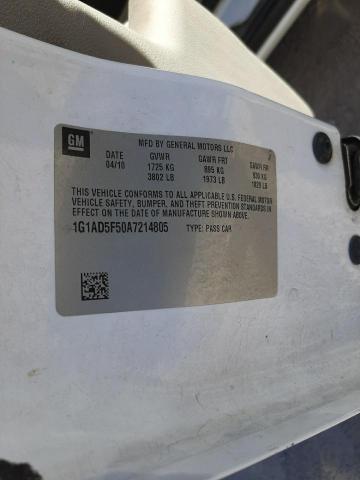 GM
MFD BY GENERAL MOTORS LLC
DATE GVWR GAWR FRT GAWR RR
04/10 1725 KG 895 KG 830 KG
3802 LB 1973 LB 1829 LB
THIS VEHICLE CONFORMS TO ALL APPLICABLE U.S. FEDERAL MOTOR
VEHICLE SAFETY, BUMPER, AND THEFT PREVENTION STANDARDS IN
EFFECT ON THE DATE OF MANUFACTURE SHOWN ABOVE.
1G1AD5F50A7214805 TYPE: PASS CAR